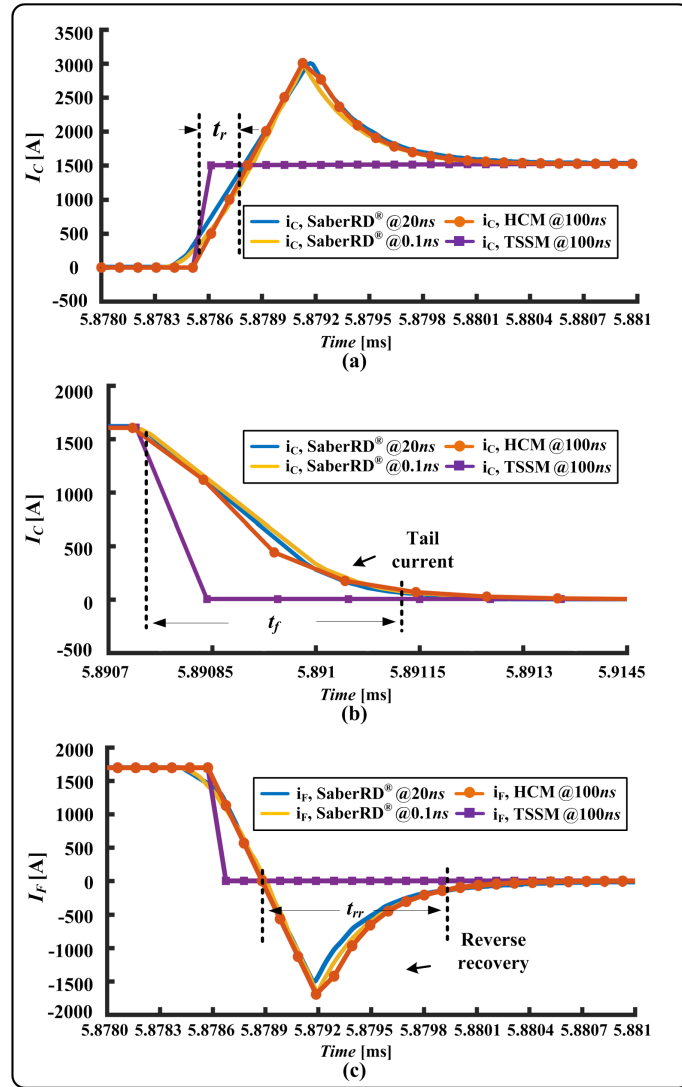 3500
3000
2500
2000
1500
1000
500
0
-500
I_C [A]
t_r
i_C, SaberRD® @20ns
i_C, HCM @100ns
i_C, SaberRD® @0.1ns
i_C, TSSM @100ns
5.8780 5.8783 5.8786 5.8789 5.8792 5.8795 5.8798 5.8801 5.8804 5.8807 5.881
Time [ms]
(a)
2000
1500
1000
500
0
-500
I_C [A]
i_C, SaberRD® @20ns
i_C, HCM @100ns
i_C, SaberRD® @0.1ns
i_C, TSSM @100ns
Tail
current
t_f
5.8907 5.89085 5.891 5.89115 5.8913 5.9145
Time [ms]
(b)
2000
1500
1000
500
0
-500
-1000
-1500
-2000
I_F [A]
i_F, SaberRD® @20ns
i_F, HCM @100ns
i_F, SaberRD® @0.1ns
i_F, TSSM @100ns
t_rr
Reverse
recovery
5.8780 5.8783 5.8786 5.8789 5.8792 5.8795 5.8798 5.8801 5.8804 5.8807 5.881
Time [ms]
(c)